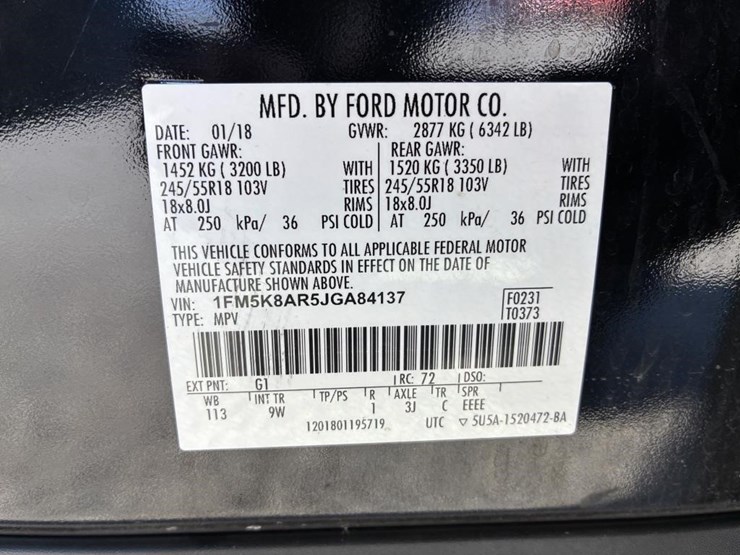 MFD. BY FORD MOTOR CO.
DATE: 01/18 GVWR: 2877 KG ( 6342 LB)
FRONT GAWR: REAR GAWR:
1452 KG ( 3200 LB) WITH 1520 KG ( 3350 LB) WITH
245/55R18 103V TIRES 245/55R18 103V TIRES
18x8.0J RIMS 18x8.0J RIMS
AT 250 kPa/ 36 PSI COLD AT 250 kPa/ 36 PSI COLD
THIS VEHICLE CONFORMS TO ALL APPLICABLE FEDERAL MOTOR
VEHICLE SAFETY STANDARDS IN EFFECT ON THE DATE OF
MANUFACTURE SHOWN ABOVE.
VIN: 1FM5K8AR5JGA84137 F0231
TYPE: MPV T0373
EXT PNT: G1 RC: 72 DSO:
WB INT TR TP/PS R AXLE TR SPR
113 9W 1 3J C EEEE
1201801195719 UTC ▽ 5U5A-1520472-BA